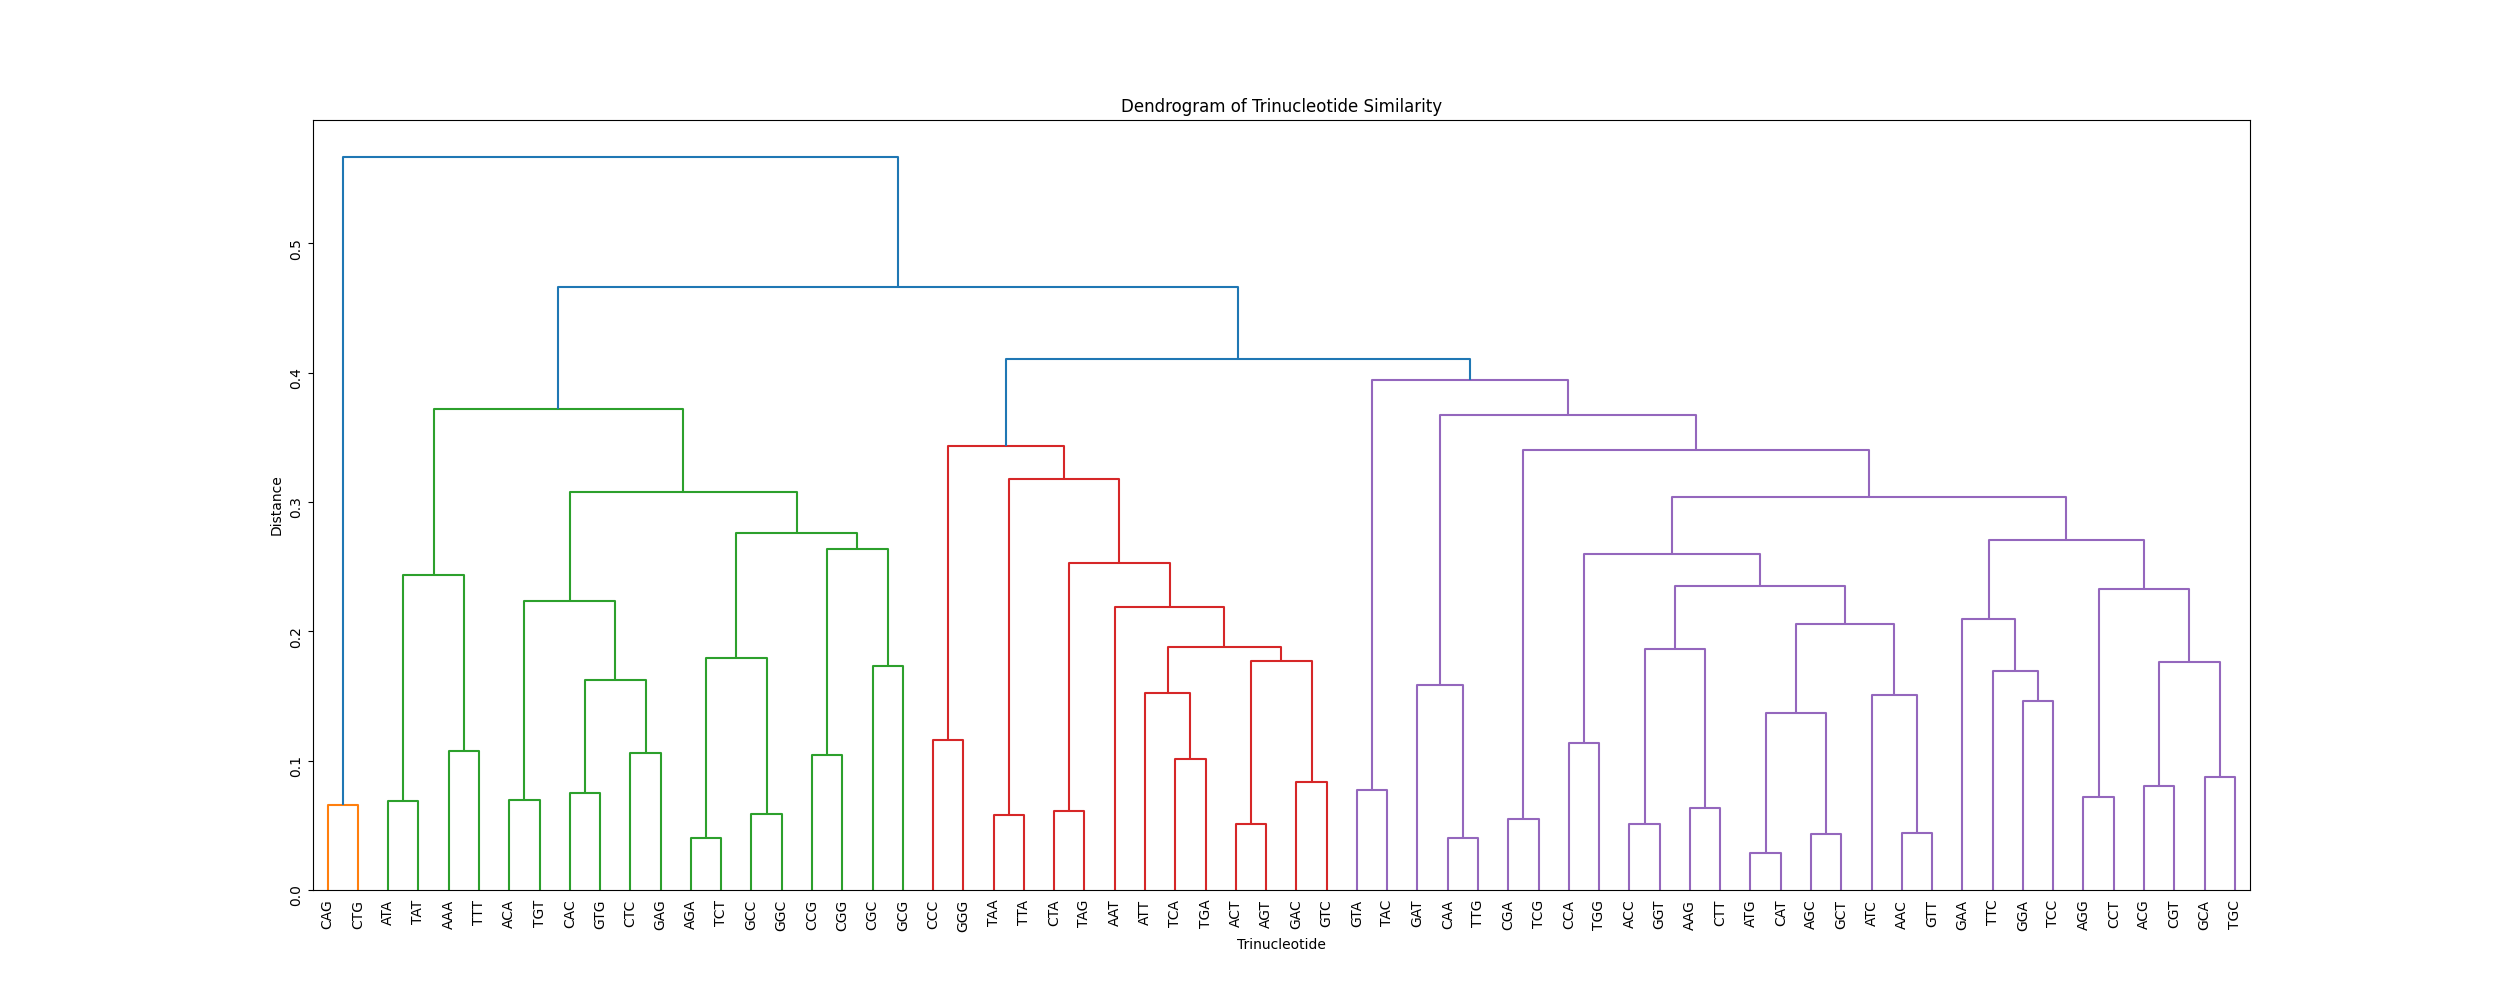 Dendrogram of Trinucleotide Similarity
Distance
0.5
0.4
0.3
0.2
0.1
0.0
CAG CTG ATA TAT AAA TTT ACA TGT CAC GTG CTC GAG AGA TCT GCC GGC CCG CGG CGC GCG CCC GGG TAA TTA CTA TAG AAT ATT TCA TGA ACT AGT GAC GTC GTA TAC GAT CAA TTG CGA TCG CCA TGG ACC GGT AAG CTT ATG CAT AGC GCT ATC AAC GTT GAA TTC GGA TCC AGG CCT ACG CGT GCA TGC
Trinucleotide